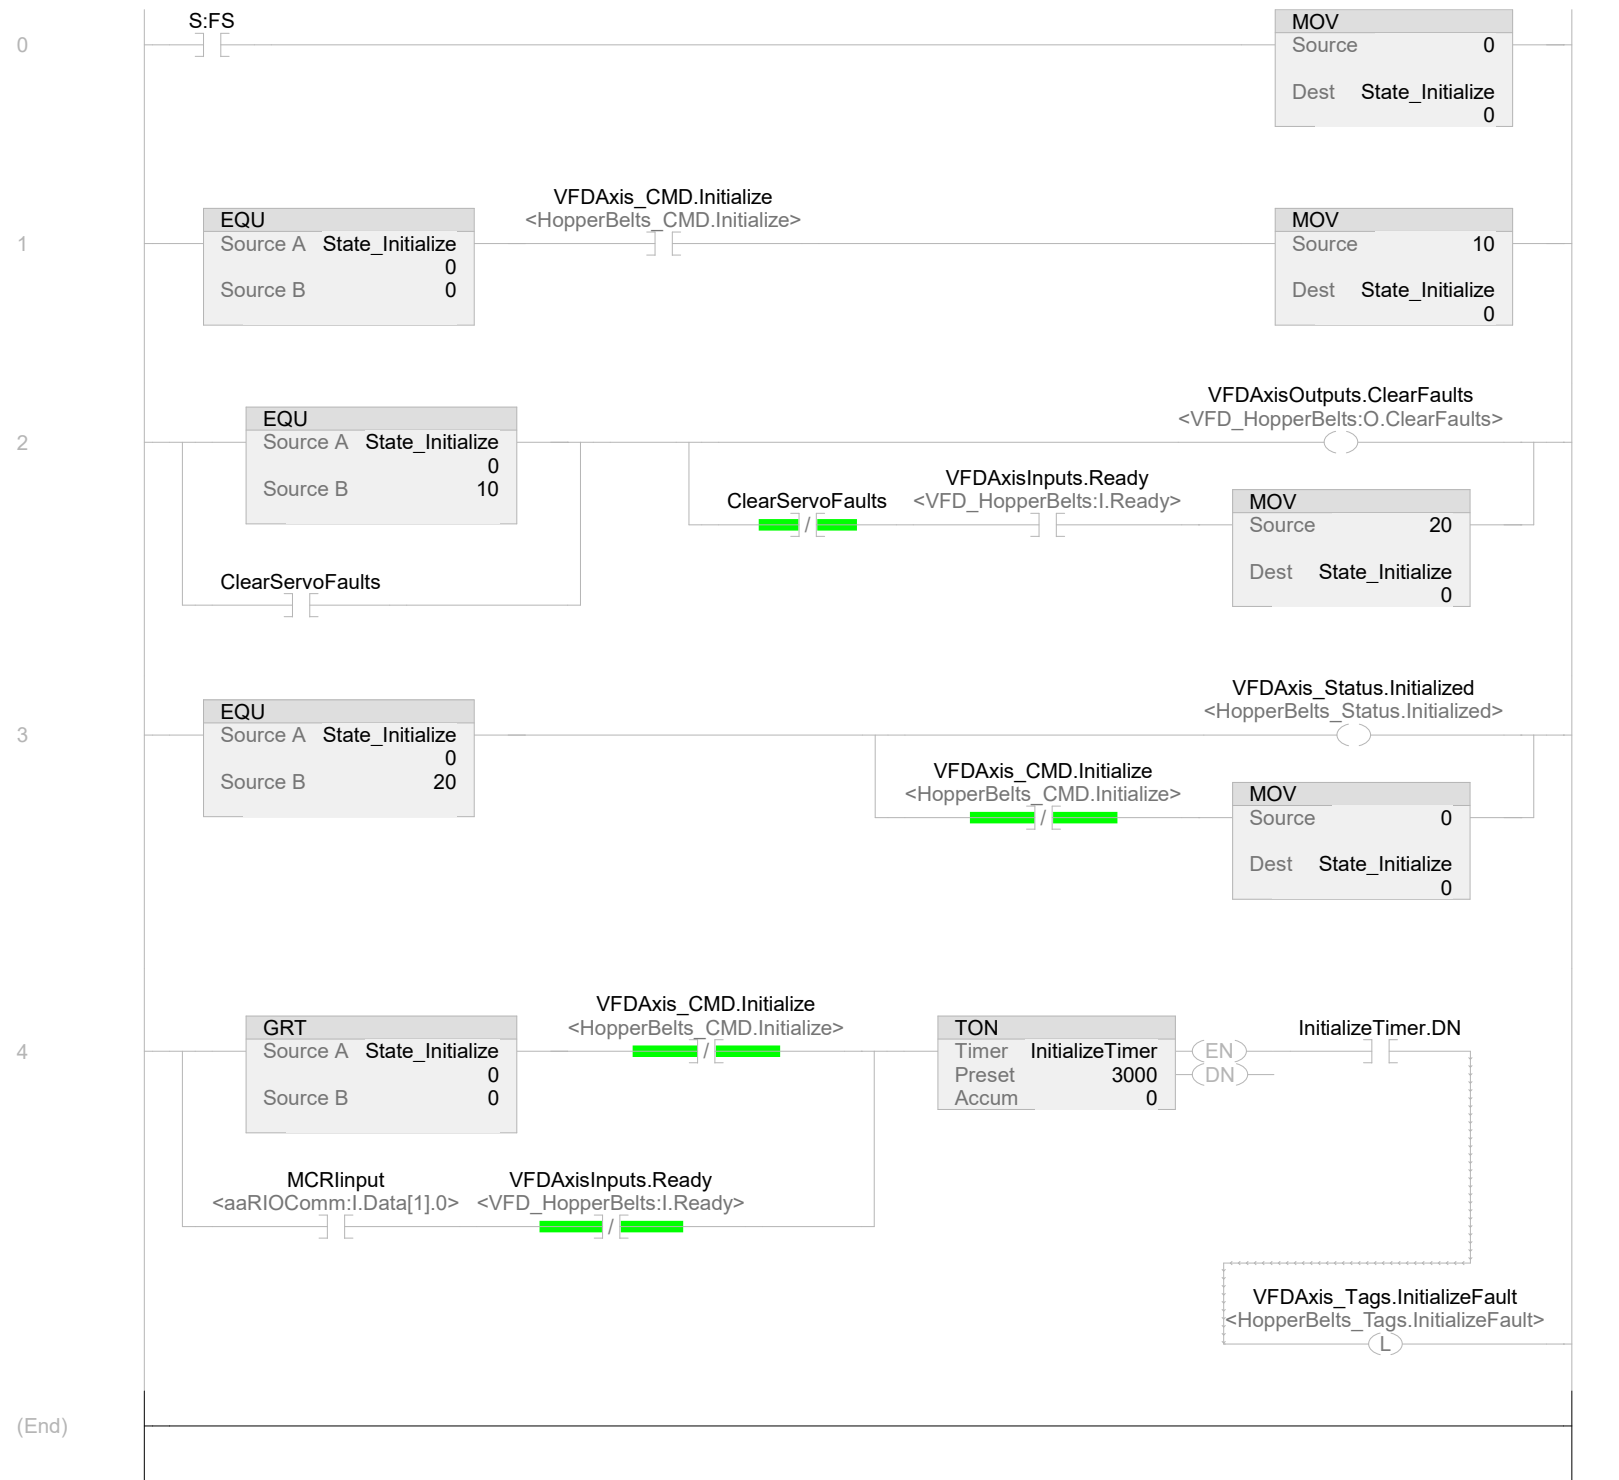 S:FS
0
MOV
Source 0
Dest State_Initialize
0
1
EQU
Source A State_Initialize
0
Source B 0
VFDAxis_CMD.Initialize
<HopperBelts_CMD.Initialize>
MOV
Source 10
Dest State_Initialize
0
2
EQU
Source A State_Initialize
0
Source B 10
ClearServoFaults
VFDAxisOutputs.ClearFaults
<VFD_HopperBelts:O.ClearFaults>
ClearServoFaults
/
VFDAxisInputs.Ready
<VFD_HopperBelts:I.Ready>
MOV
Source 20
Dest State_Initialize
0
3
EQU
Source A State_Initialize
0
Source B 20
VFDAxis_Status.Initialized
<HopperBelts_Status.Initialized>
VFDAxis_CMD.Initialize
<HopperBelts_CMD.Initialize>
/
MOV
Source 0
Dest State_Initialize
0
4
GRT
Source A State_Initialize
0
Source B 0
VFDAxis_CMD.Initialize
<HopperBelts_CMD.Initialize>
/
MCRIinput
<aaRIOComm:I.Data[1].0>
VFDAxisInputs.Ready
<VFD_HopperBelts:I.Ready>
/
TON
Timer InitializeTimer
Preset 3000
Accum 0
EN
DN
InitializeTimer.DN
VFDAxis_Tags.InitializeFault
<HopperBelts_Tags.InitializeFault>
L
(End)